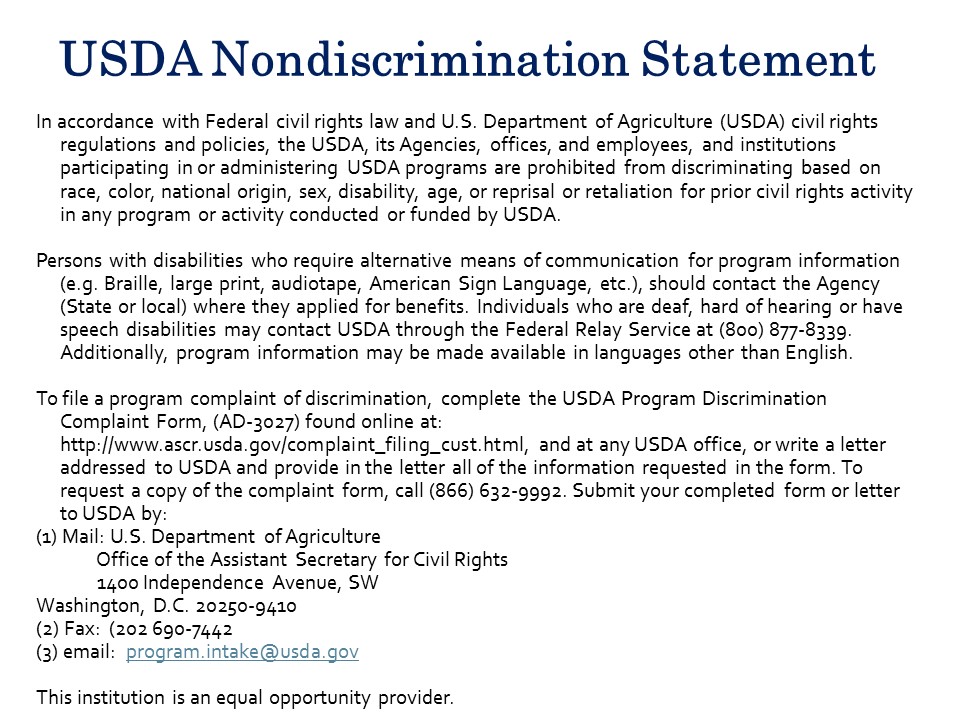 USDA Nondiscrimination Statement
In accordance with Federal civil rights law and U.S. Department of Agriculture (USDA) civil rights
regulations and policies, the USDA, its Agencies, offices, and employees, and institutions
participating in or administering USDA programs are prohibited from discriminating based on
race, color, national origin, sex, disability, age, or reprisal or retaliation for prior civil rights activity
in any program or activity conducted or funded by USDA.
Persons with disabilities who require alternative means of communication for program information
(e.g. Braille, large print, audiotape, American Sign Language, etc.), should contact the Agency
(State or local) where they applied for benefits. Individuals who are deaf, hard of hearing or have
speech disabilities may contact USDA through the Federal Relay Service at (800) 877-8339.
Additionally, program information may be made available in languages other than English.
To file a program complaint of discrimination, complete the USDA Program Discrimination
Complaint Form, (AD-3027) found online at:
http://www.ascr.usda.gov/complaint_filing_cust.html, and at any USDA office, or write a letter
addressed to USDA and provide in the letter all of the information requested in the form. To
request a copy of the complaint form, call (866) 632-9992. Submit your completed form or letter
to USDA by:
(1) Mail: U.S. Department of Agriculture
Office of the Assistant Secretary for Civil Rights
1400 Independence Avenue, SW
Washington, D.C. 20250-9410
(2) Fax: (202 690-7442
(3) email: program.intake@usda.gov
This institution is an equal opportunity provider.